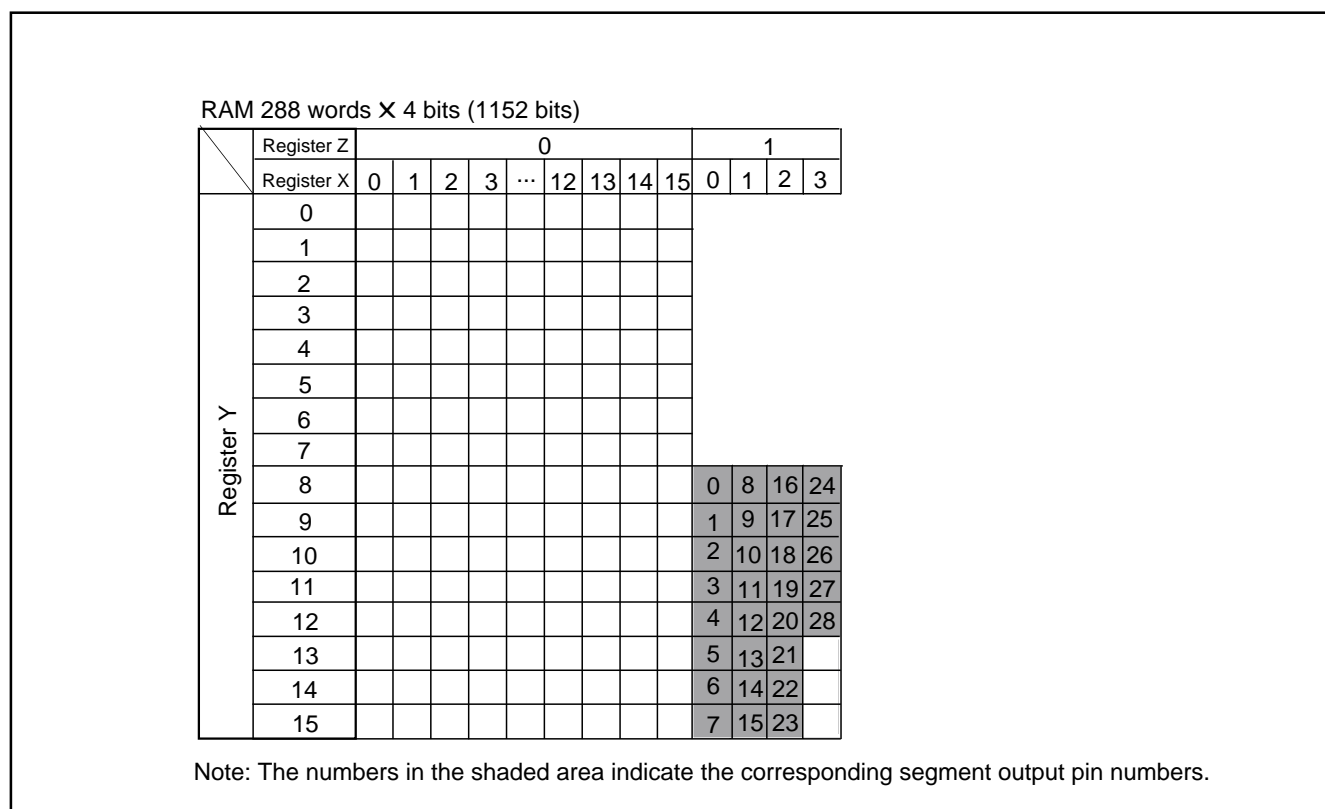 RAM 288 words X 4 bits (1152 bits)
Register Z 0 1
Register X 0 1 2 3 ... 12 13 14 15 0 1 2 3
Register Y
0
1
2
3
4
5
6
7
8 0 8 16 24
9 1 9 17 25
10 2 10 18 26
11 3 11 19 27
12 4 12 20 28
13 5 13 21
14 6 14 22
15 7 15 23
Note: The numbers in the shaded area indicate the corresponding segment output pin numbers.